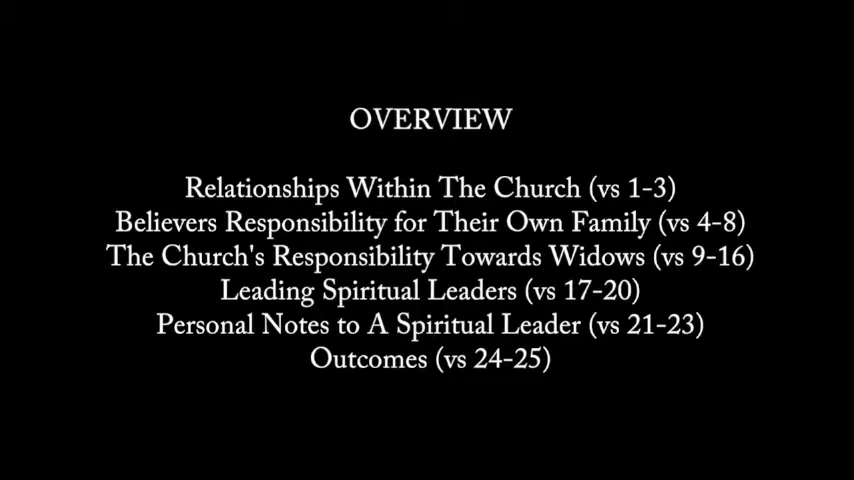 OVERVIEW
Relationships Within The Church (vs 1-3)
Believers Responsibility for Their Own Family (vs 4-8)
The Church's Responsibility Towards Widows (vs 9-16)
Leading Spiritual Leaders (vs 17-20)
Personal Notes to A Spiritual Leader (vs 21-23)
Outcomes (vs 24-25)